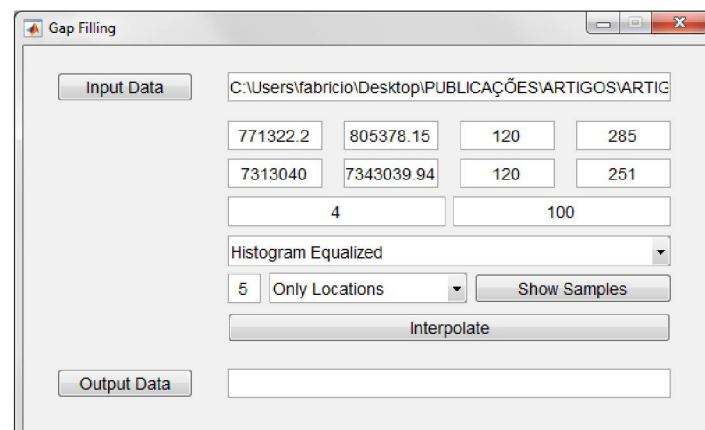 Gap Filling
Input Data C:\Users\fabricio\Desktop\PUBLICAÇÕES\ARTIGOS\ARTIG
771322.2 805378.15 120 285
7313040 7343039.94 120 251
4 100
Histogram Equalized
5 Only Locations Show Samples
Interpolate
Output Data